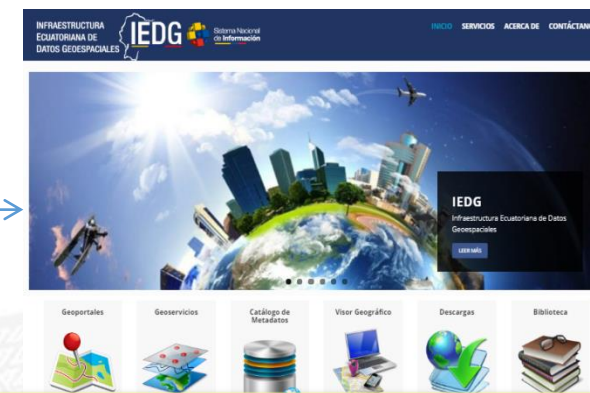 INFRAESTRUCTURA
ECUATORIANA DE
DATOS GEOESPACIALES
IEDG
Sistema Nacional
de Información
INICIO SERVICIOS ACERCA DE CONTÁCTANO
IEDG
Infraestructura Ecuatoriana de Datos
Geoespaciales
LEER MÁS
Geoportales
Geoservicios
Catálogo de
Metadatos
Visor Geográfico
Descargas
Biblioteca